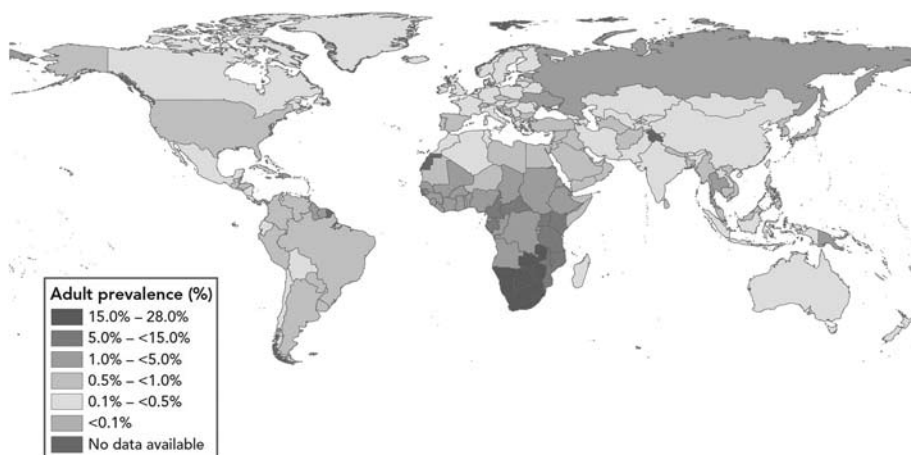 Adult prevalence (%)
15.0% – 28.0%
5.0% – <15.0%
1.0% – <5.0%
0.5% – <1.0%
0.1% – <0.5%
<0.1%
No data available